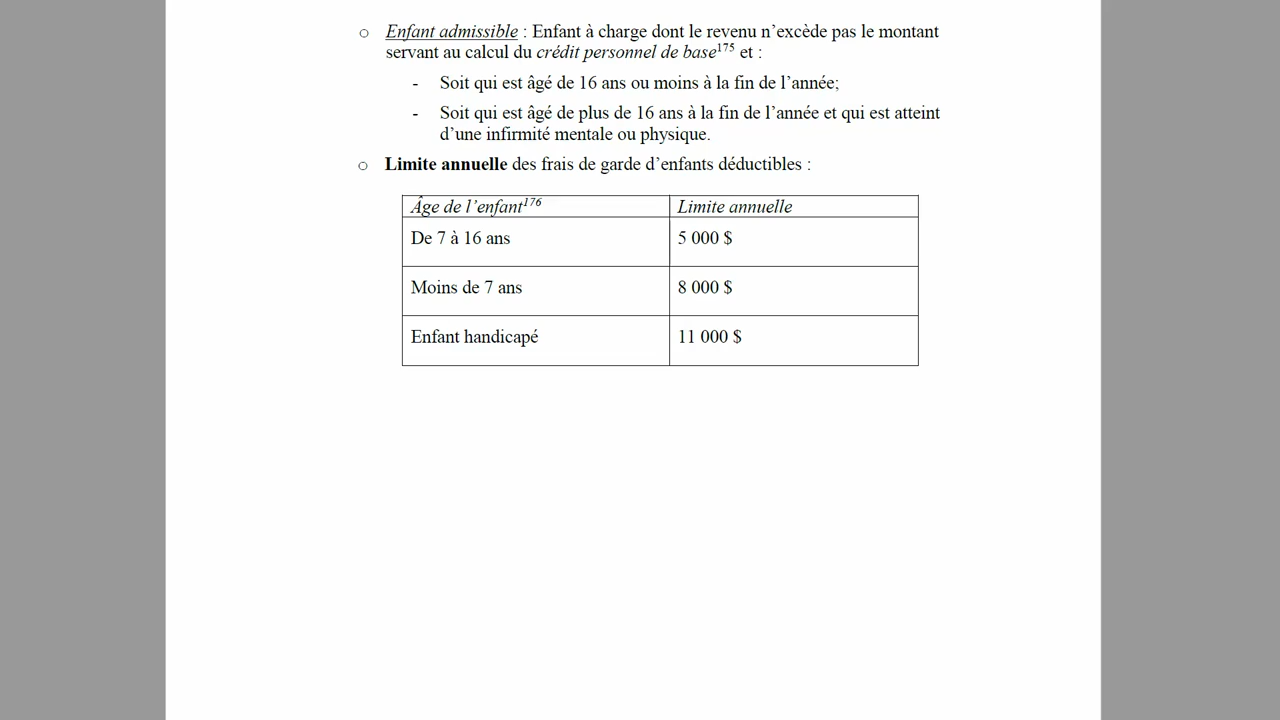 o Enfant admissible : Enfant à charge dont le revenu n’excède pas le montant
servant au calcul du crédit personnel de base175 et :
- Soit qui est âgé de 16 ans ou moins à la fin de l’année;
- Soit qui est âgé de plus de 16 ans à la fin de l’année et qui est atteint
d’une infirmité mentale ou physique.
o Limite annuelle des frais de garde d’enfants déductibles :
Âge de l’enfant176 Limite annuelle
De 7 à 16 ans 5 000 $
Moins de 7 ans 8 000 $
Enfant handicapé 11 000 $